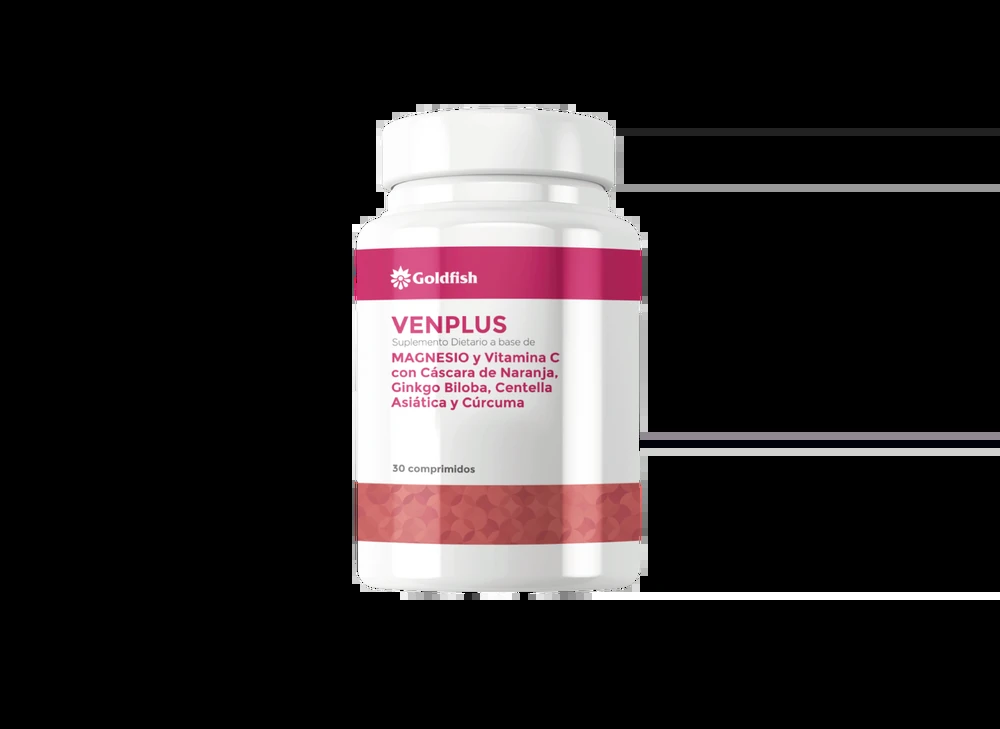 Goldfish
VENPLUS
Suplemento Dietario a base de
MAGNESIO y Vitamina C
con Cáscara de Naranja,
Ginkgo Biloba, Centella
Asiática y Cúrcuma
30 comprimidos